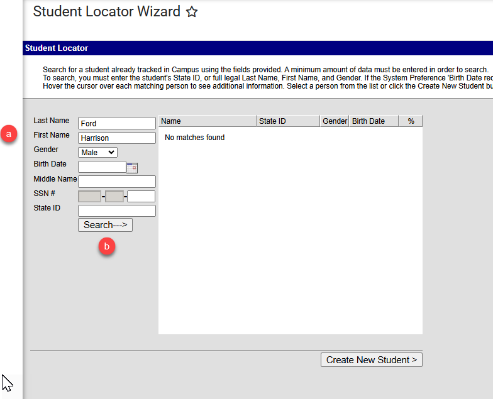 Student Locator Wizard ☆
Student Locator
Search for a student already tracked in Campus using the fields provided. A minimum amount of data must be entered in order to search.
To search, you must enter the student's State ID, or full legal Last Name, First Name, and Gender. If the System Preference 'Birth Date rec
Hover the cursor over each matching person to see additional information. Select a person from the list or click the Create New Student bu
Last Name Ford
First Name Harrison
Gender Male
Birth Date
Middle Name
SSN # - -
State ID
Search--->
Name State ID Gender Birth Date %
No matches found
a
b
Create New Student >